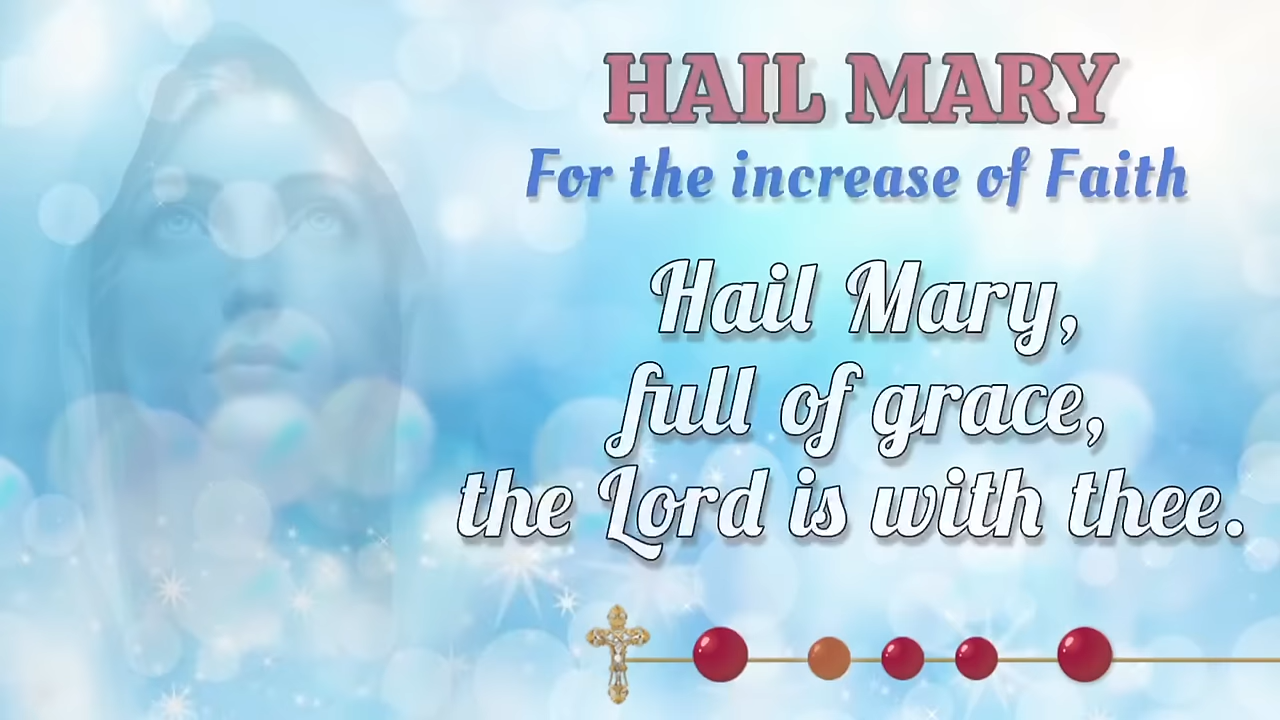 HAIL MARY
For the increase of Faith
Hail Mary,
full of grace,
the Lord is with thee.